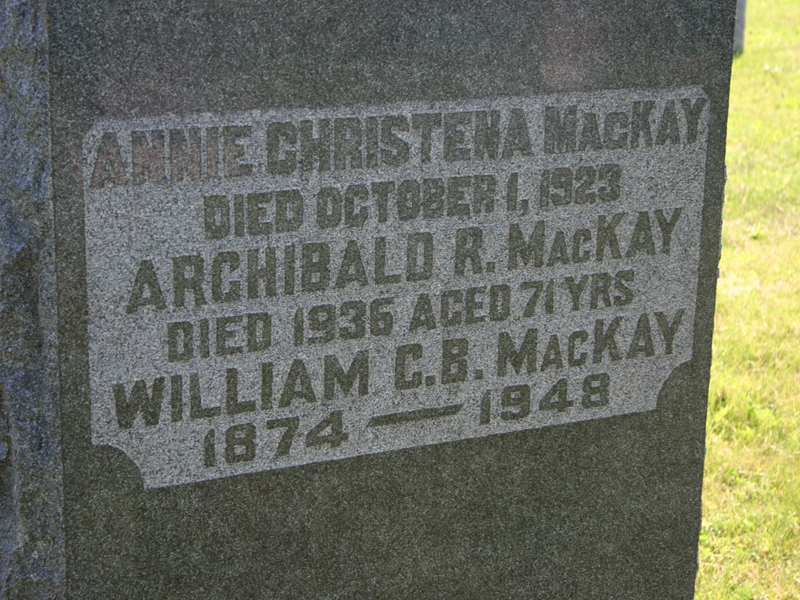 ANNIE CHRISTENA MacKAY
DIED OCTOBER 1, 1923
ARCHIBALD R. MacKAY
DIED 1936 AGED 71 YRS
WILLIAM C.B. MacKAY
1874 — 1948